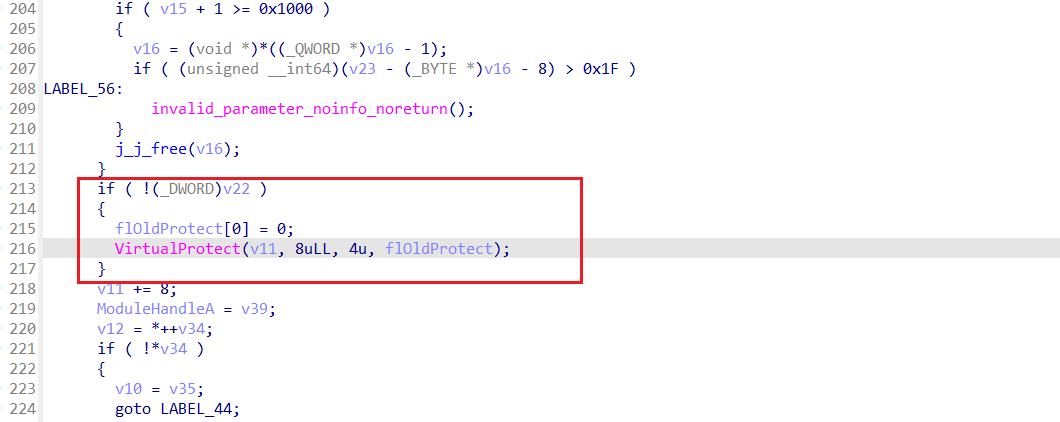 204 if ( v15 + 1 >= 0x1000 )
205 {
206 v16 = (void *)*((_QWORD *)v16 - 1);
207 if ( (unsigned __int64)(v23 - (_BYTE *)v16 - 8) > 0x1F )
208 LABEL_56:
209 invalid_parameter_noinfo_noreturn();
210 }
211 j_j_free(v16);
212 }
213 if ( !(_DWORD)v22 )
214 {
215 flOldProtect[0] = 0;
216 VirtualProtect(v11, 8uLL, 4u, flOldProtect);
217 }
218 v11 += 8;
219 ModuleHandleA = v39;
220 v12 = *++v34;
221 if ( !*v34 )
222 {
223 v10 = v35;
224 goto LABEL_44;